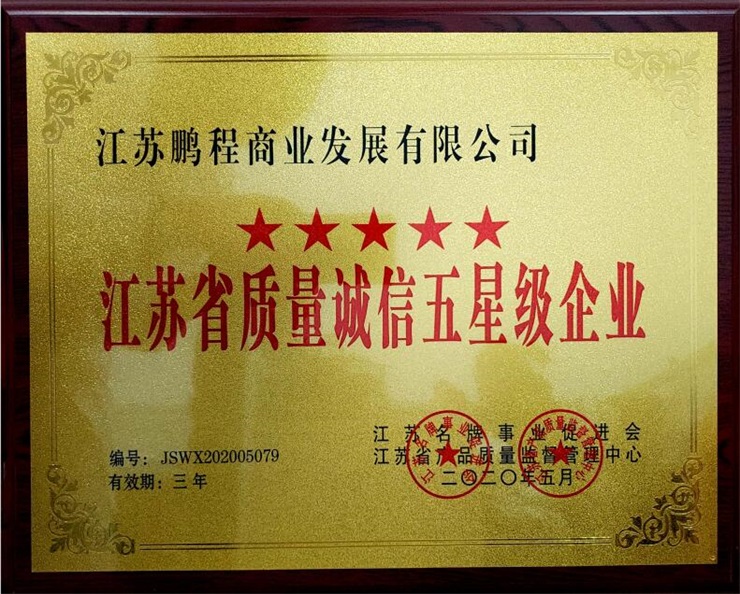 江苏鹏程商业发展有限公司
★★★★★
江苏省质量诚信五星级企业
编号：JSWX202005079
有效期：三年
江苏名牌事业促进会
江苏省产品质量监督管理中心
二〇二〇年五月